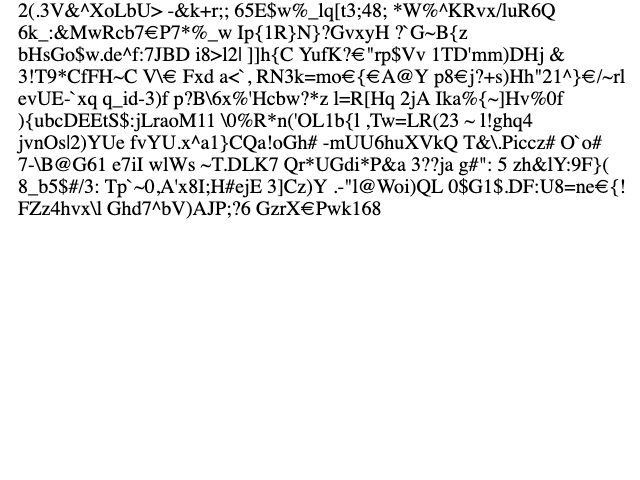 2(.3V&^XoLbU> -&k+r;; 65E$w%_lq[t3;48; *W%^KRvx/luR6Q
6k_:&MwRcb7€P7*%_w Ip{1R}N}?GvxyH ?`G~B{z
bHsGo$w.de^f:7JBD i8>l2l ]]h{C YufK?€"rp$Vv 1TD'mm)DHj &
3!T9*CfFH~C V\€ Fxd a<`, RN3k=mo€{€A@Y p8€j?+s)Hh"21^}€/~rl
evUE-`xq q_id-3)f p?B\6x%'Hcbw?*z l=R[Hq 2jA Ika%{~]Hv%0f
){ubcDEEtS$:jLraoM11 \0%R*n('OL1b{l ,Tw=LR(23 ~ l!ghq4
jvnOs|2)YUe fvYU.x^a1}CQa!oGh# -mUU6huXVkQ T&\.Piccz# O`o#
7-\B@G61 e7iI wlWs ~T.DLK7 Qr*UGdi*P&a 3??ja g#": 5 zh&lY:9F}(
8_b5$#/3: Tp`~0,A'x8I;H#ejE 3]Cz)Y .-"l@Woi)QL 0$G1$.DF:U8=ne€{!
FZz4hvx\l Ghd7^bV)AJP;?6 GzrX€Pwk168